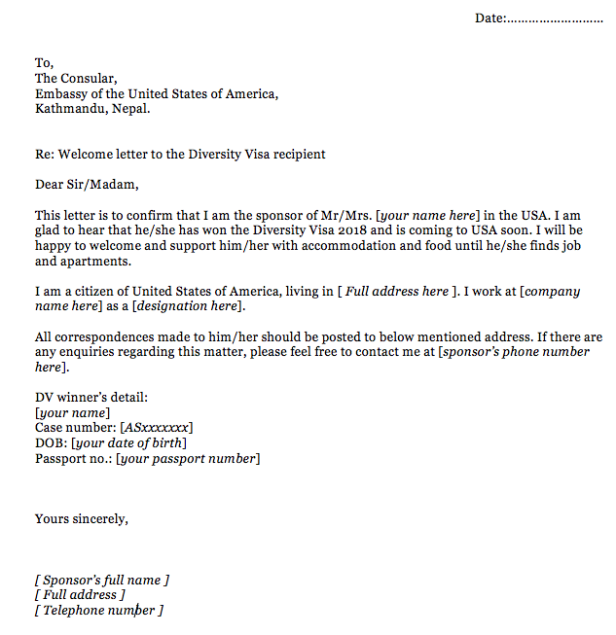 Date:...........................
To,
The Consular,
Embassy of the United States of America,
Kathmandu, Nepal.
Re: Welcome letter to the Diversity Visa recipient
Dear Sir/Madam,
This letter is to confirm that I am the sponsor of Mr/Mrs. [your name here] in the USA. I am
glad to hear that he/she has won the Diversity Visa 2018 and is coming to USA soon. I will be
happy to welcome and support him/her with accommodation and food until he/she finds job
and apartments.
I am a citizen of United States of America, living in [ Full address here ]. I work at [company
name here] as a [designation here].
All correspondences made to him/her should be posted to below mentioned address. If there are
any enquiries regarding this matter, please feel free to contact me at [sponsor's phone number
here].
DV winner's detail:
[your name]
Case number: [ASxxxxxxx]
DOB: [your date of birth]
Passport no.: [your passport number]
Yours sincerely,
[ Sponsor's full name ]
[ Full address ]
[ Telephone number ]